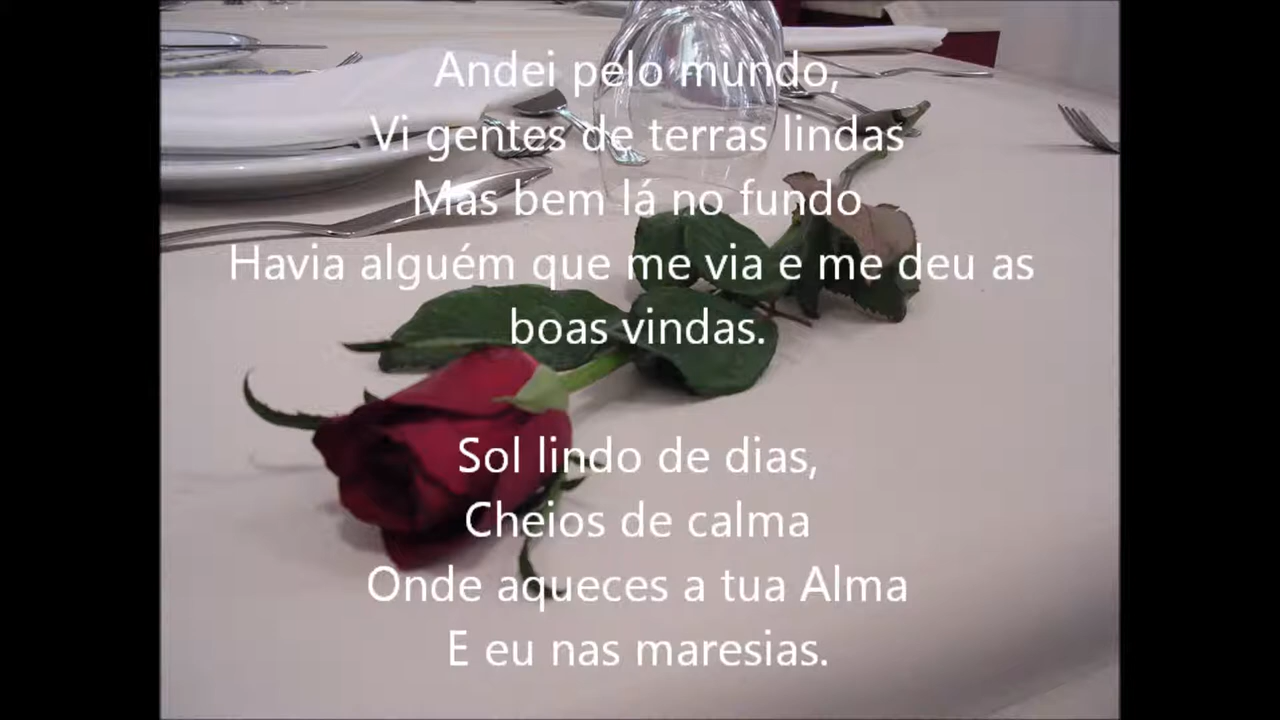 Andei pelo mundo,
Vi gentes de terras lindas
Mas bem lá no fundo
Havia alguém que me via e me deu as
boas vindas.
Sol lindo de dias,
Cheios de calma
Onde aqueces a tua Alma
E eu nas maresias.